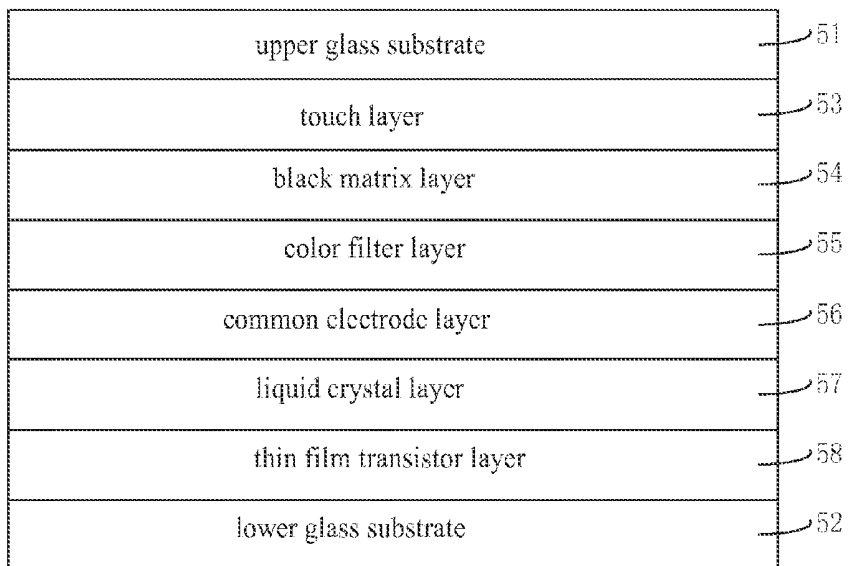 upper glass substrate 51
touch layer 53
black matrix layer 54
color filter layer 55
common electrode layer 56
liquid crystal layer 57
thin film transistor layer 58
lower glass substrate 52